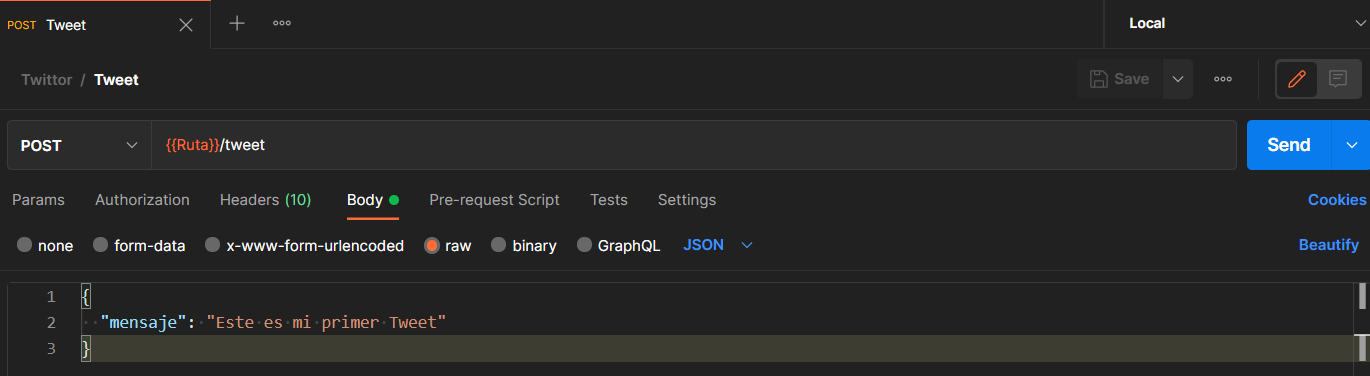 POST Tweet
Local
Twittor / Tweet
Save
POST {{Ruta}}/tweet Send
Params Authorization Headers (10) Body Pre-request Script Tests Settings Cookies
none form-data x-www-form-urlencoded raw binary GraphQL JSON Beautify
1 {
2 "mensaje": "Este es mi primer Tweet"
3 }